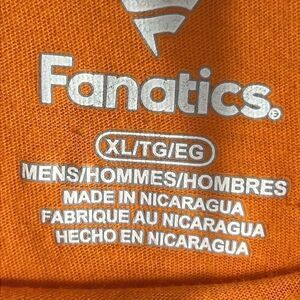 Fanatics.
XL/TG/EG
MENS/HOMMES/HOMBRES
MADE IN NICARAGUA
FABRIQUE AU NICARAGUA
HECHO EN NICARAGUA